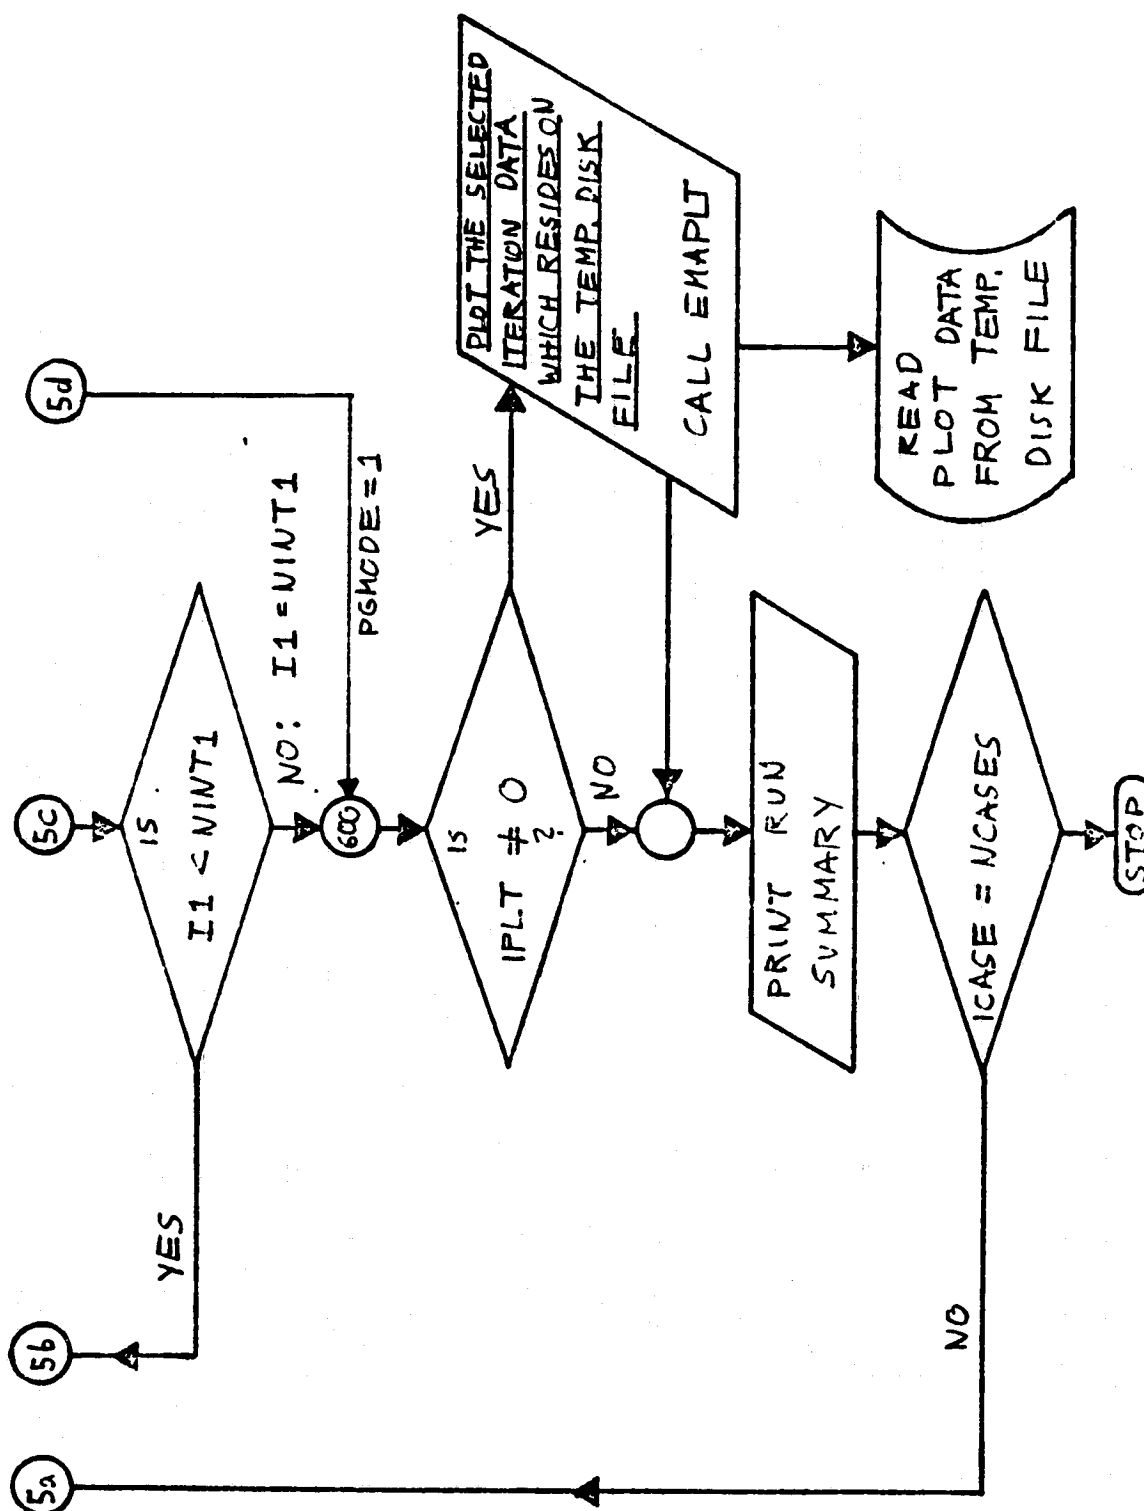 5a
5b
YES
5c
IS
I1 < NINT1
NO: I1 = NINT1
5d
PGMODE=1
600
IS
IPLT ≠ 0
?
YES
NO
PLOT THE SELECTED
ITERATION DATA
WHICH RESIDES ON
THE TEMP. DISK
FILE
CALL EMAPLT
READ
PLOT DATA
FROM TEMP.
DISK FILE
PRINT RUN
SUMMARY
ICASE = NCASES
NO
STOP